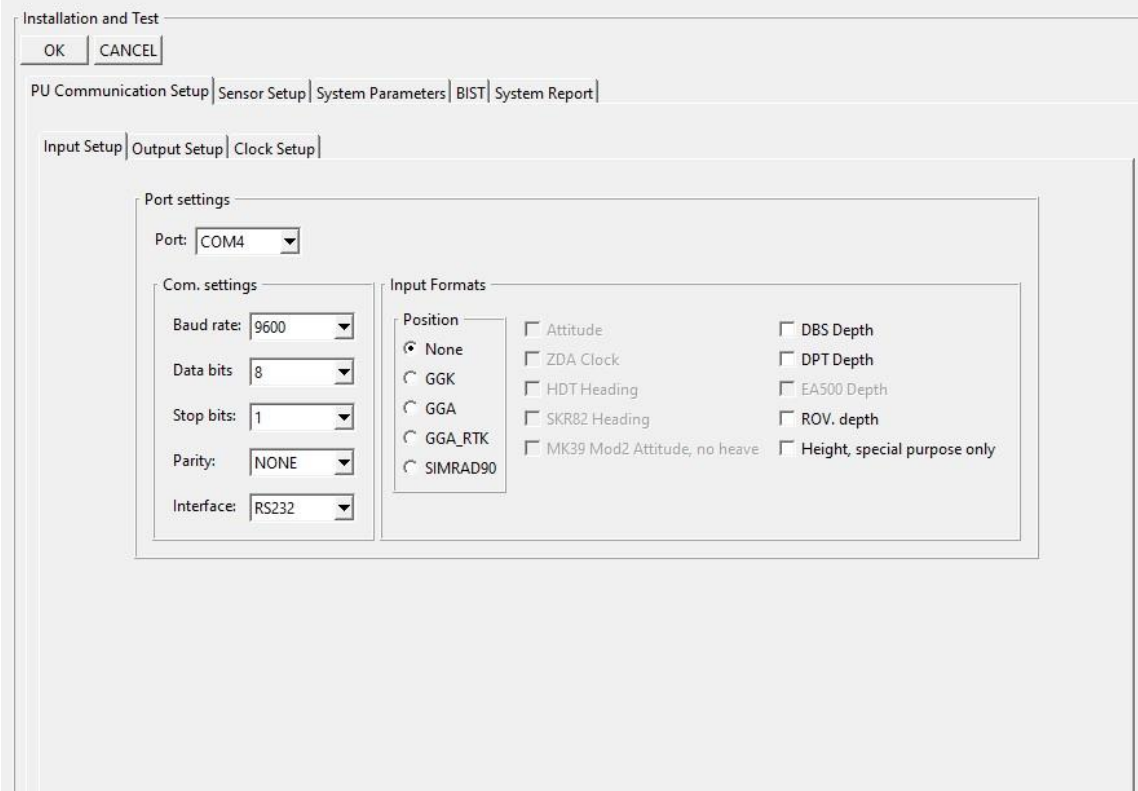 Installation and Test
OK CANCEL
PU Communication Setup Sensor Setup System Parameters BIST System Report
Input Setup Output Setup Clock Setup
Port settings
Port: COM4
Com. settings
Baud rate: 9600
Data bits 8
Stop bits: 1
Parity: NONE
Interface: RS232
Input Formats
Position
None
GGK
GGA
GGA_RTK
SIMRAD90
Attitude
ZDA Clock
HDT Heading
SKR82 Heading
MK39 Mod2 Attitude, no heave
DBS Depth
DPT Depth
EA500 Depth
ROV. depth
Height, special purpose only